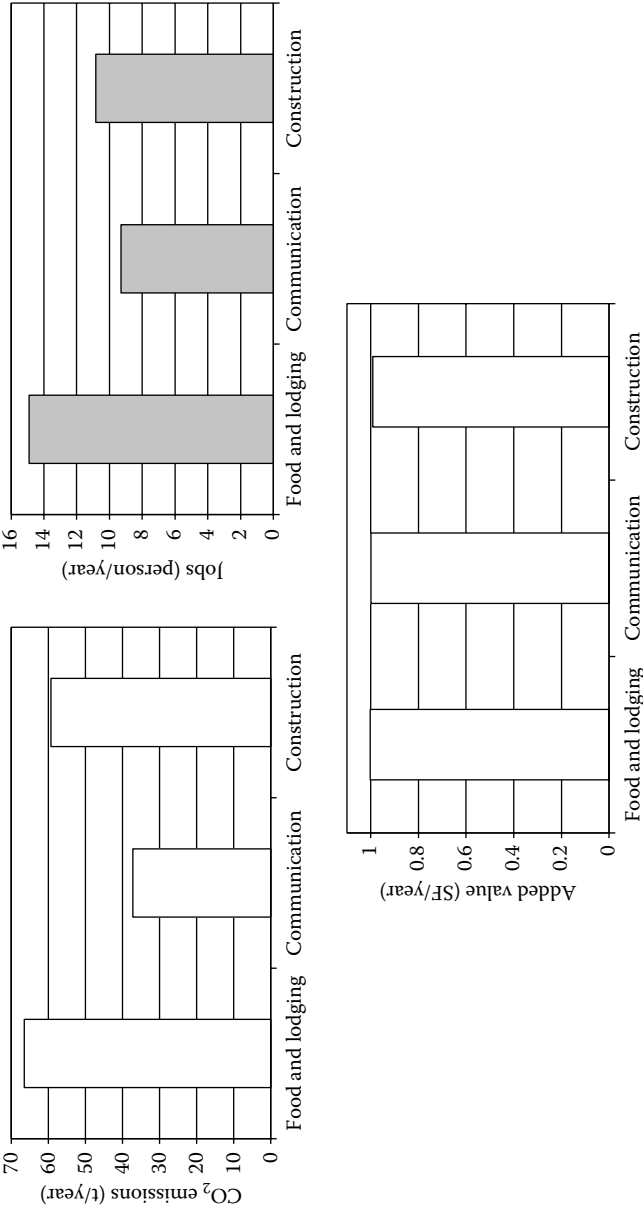 CO2 emissions (t/year)
70
60
50
40
30
20
10
0
Food and lodging
Communication
Construction
Jobs (person/year)
16
14
12
10
8
6
4
2
0
Food and lodging
Communication
Construction
Added value (SF/year)
1
0.8
0.6
0.4
0.2
0
Food and lodging
Communication
Construction